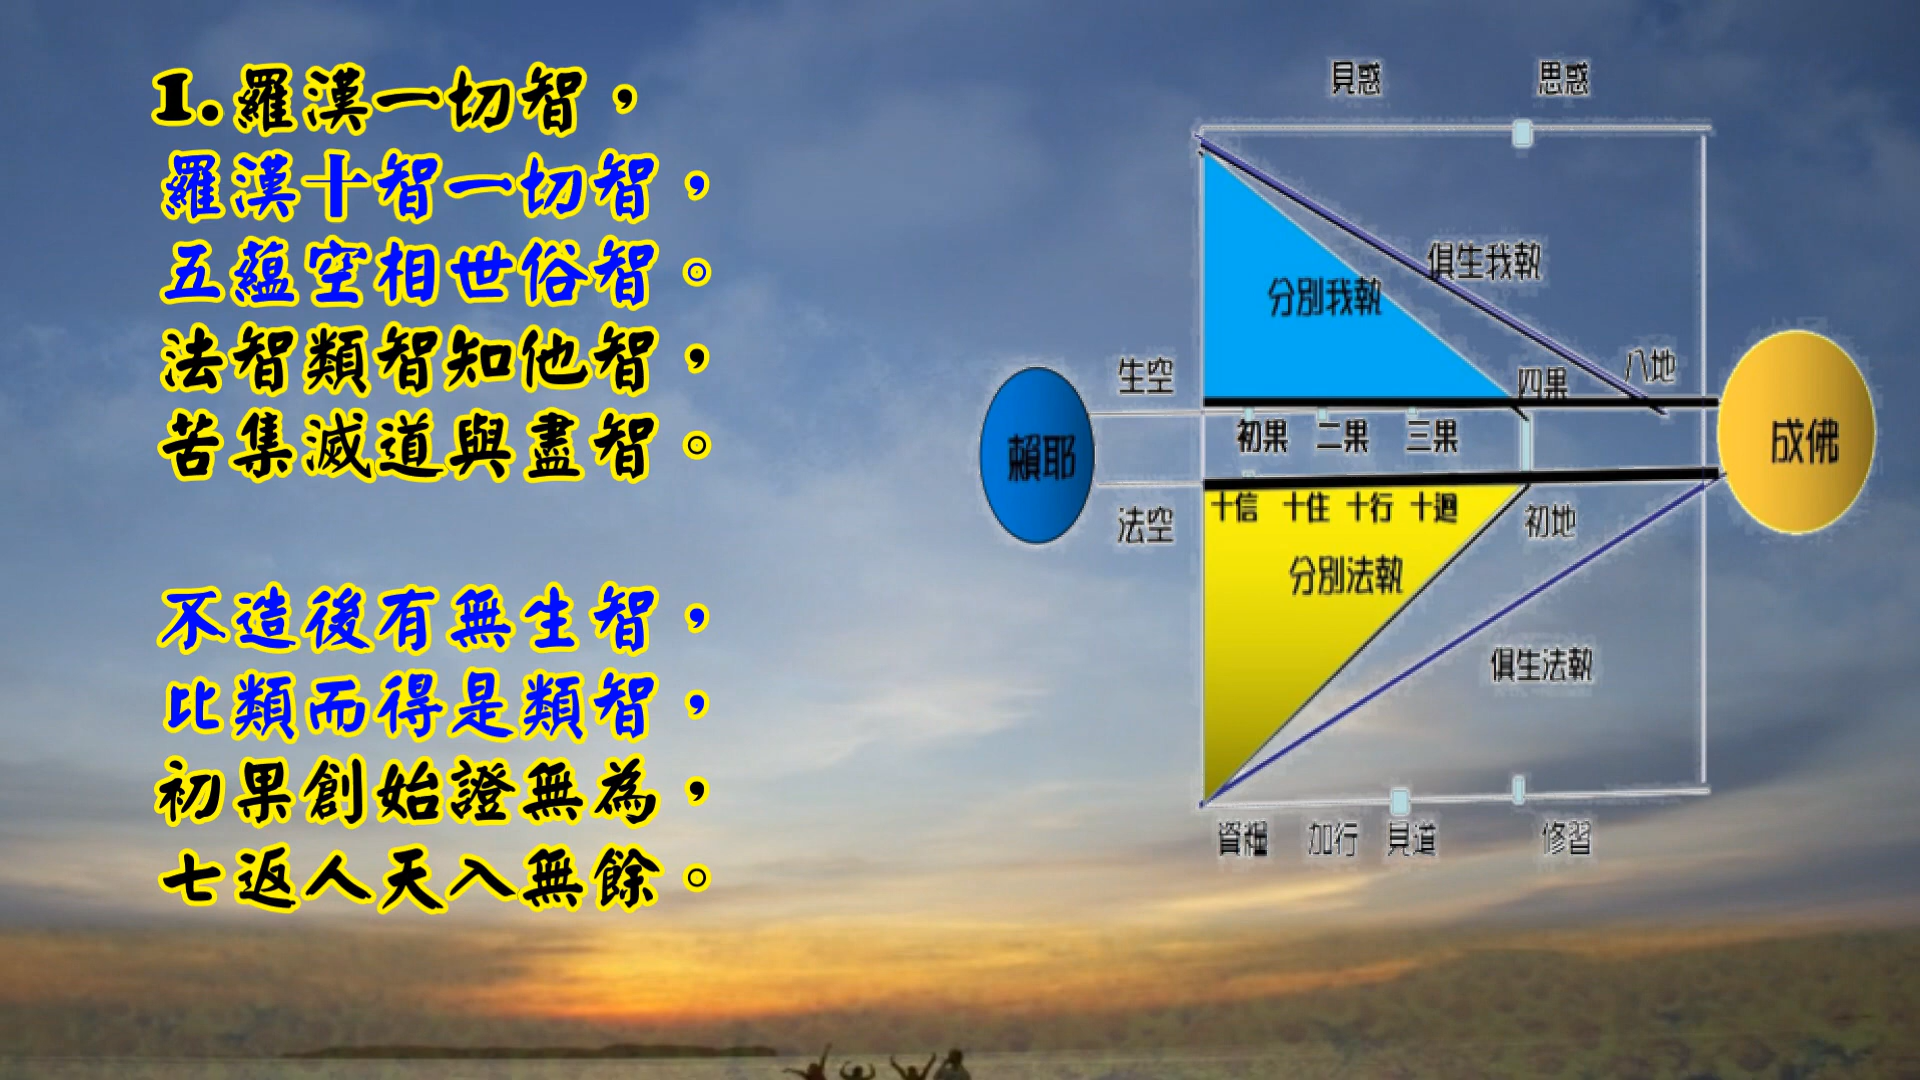 1.羅漢一切智，
羅漢十智一切智，
五蘊空相世俗智。
法智類智知他智，
苦集滅道與盡智。
不造後有無生智，
比類而得是類智，
初果創始證無為，
七返人天入無餘。
見惑 思惑
俱生我執
分別我執
生空 四果 八地
初果 二果 三果
賴耶 成佛
法空 十信 十住 十行 十迴 初地
分別法執
俱生法執
資糧 加行 見道 修習